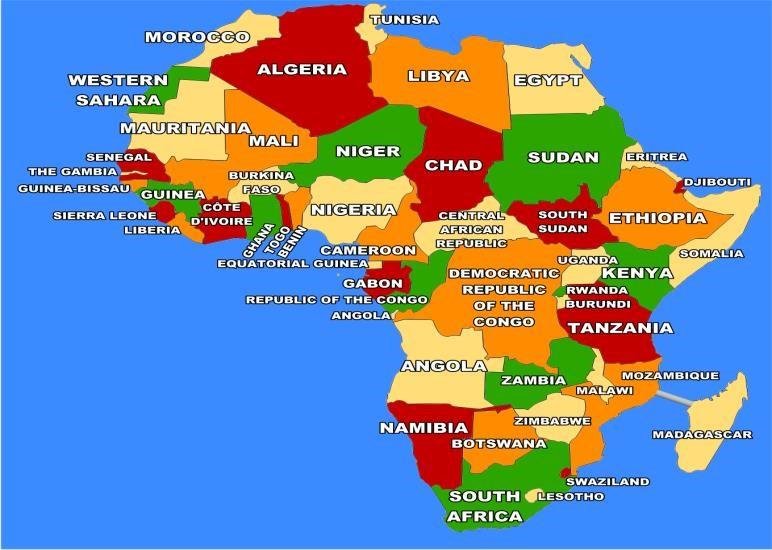 TUNISIA
MOROCCO
ALGERIA
LIBYA
EGYPT
WESTERN
SAHARA
MAURITANIA
MALI
NIGER
CHAD
SUDAN
ERITREA
SENEGAL
THE GAMBIA
GUINEA-BISSAU
GUINEA
BURKINA
FASO
DJIBOUTI
NIGERIA
CÔTE
D'IVOIRE
SIERRA LEONE
LIBERIA
GHANA
TOGO
BENIN
CENTRAL
AFRICAN
REPUBLIC
SOUTH
SUDAN
ETHIOPIA
SOMALIA
CAMEROON
EQUATORIAL GUINEA
UGANDA
KENYA
GABON
DEMOCRATIC
REPUBLIC
OF THE
CONGO
RWANDA
BURUNDI
REPUBLIC OF THE CONGO
ANGOLA
TANZANIA
ANGOLA
ZAMBIA
MOZAMBIQUE
MALAWI
NAMIBIA
ZIMBABWE
BOTSWANA
MADAGASCAR
SWAZILAND
LESOTHO
SOUTH
AFRICA